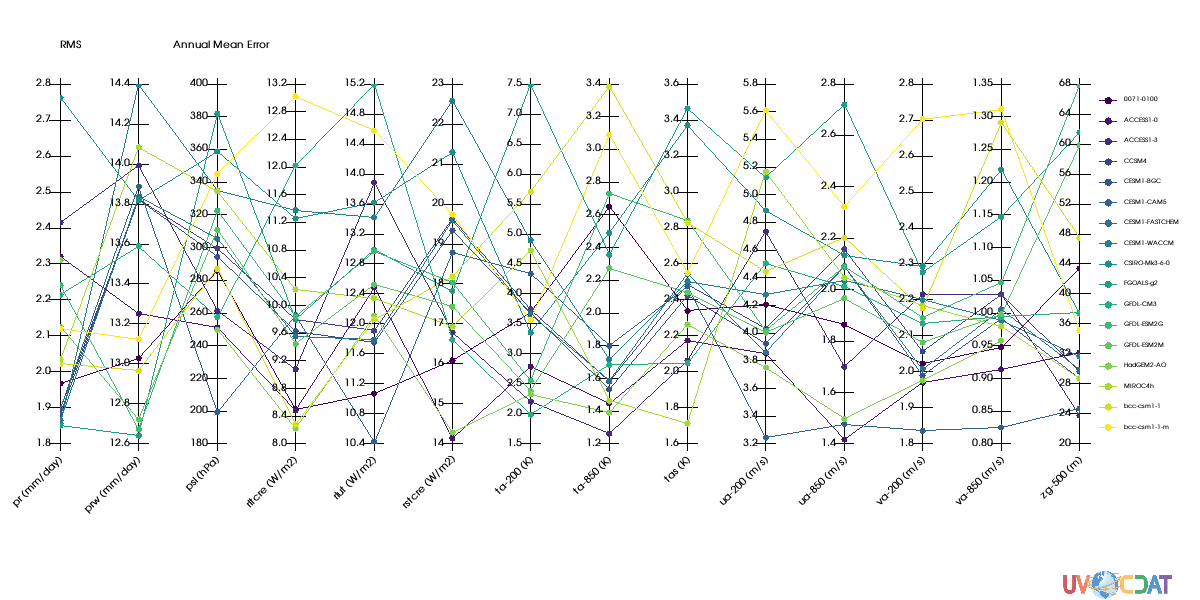 RMS Annual Mean Error
2.8 14.4 400 13.2 15.2 23 7.5 3.4 3.6 5.8 2.8 2.8 1.35 68
2.7 14.2 380 12.8 14.8 22 7.0 3.2 3.4 5.6 2.6 2.7 1.30 64
2.6 14.0 360 12.4 14.4 21 6.5 3.0 3.2 5.4 2.4 2.6 1.25 60
2.5 13.8 340 12.0 14.0 20 6.0 2.8 3.0 5.2 2.2 2.5 1.20 56
2.4 13.6 320 11.6 13.6 19 5.5 2.6 2.8 5.0 2.0 2.4 1.15 52
2.3 13.4 300 11.2 13.2 18 5.0 2.4 2.6 4.8 1.8 2.3 1.10 48
2.2 13.2 280 10.8 12.8 17 4.5 2.2 2.4 4.6 1.6 2.2 1.05 44
2.1 13.0 260 10.4 12.4 16 4.0 2.0 2.2 4.4 1.4 2.1 1.00 40
2.0 12.8 240 10.0 12.0 15 3.5 1.8 2.0 4.2 2.0 0.95 36
1.9 12.6 220 9.6 11.6 14 3.0 1.6 1.8 4.0 1.9 0.90 32
1.8 200 9.2 11.2 2.5 1.4 1.6 3.8 1.8 0.85 28
180 8.8 10.8 2.0 1.2 3.6 0.80 24
8.4 10.4 1.5 3.4 20
8.0 3.2
pr (mm/day)
prw (mm/day)
psl (hPa)
rltcre (W/m2)
rlut (W/m2)
rstcre (W/m2)
ta-200 (K)
ta-850 (K)
tas (K)
ua-200 (m/s)
ua-850 (m/s)
va-200 (m/s)
va-850 (m/s)
zg-500 (m)
0071-0100
ACCESS1-0
ACCESS1-3
CCSM4
CESM1-BGC
CESM1-CAM5
CESM1-FASTCHEM
CESM1-WACCM
CSIRO-Mk3-6-0
FGOALS-g2
GFDL-CM3
GFDL-ESM2G
GFDL-ESM2M
HadGEM2-AO
MIROC4h
bcc-csm1-1
bcc-csm1-1-m
UV CDAT